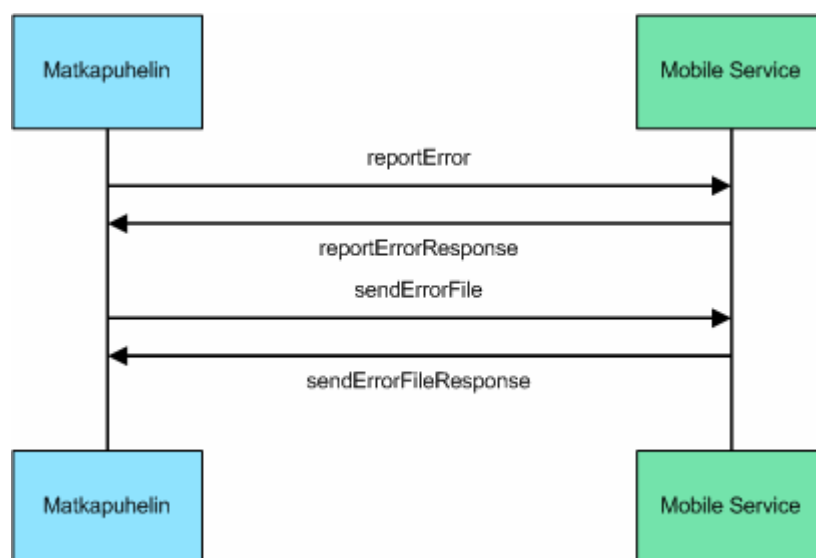 Matkapuhelin
Mobile Service
reportError
reportErrorResponse
sendErrorFile
sendErrorFileResponse
Matkapuhelin
Mobile Service